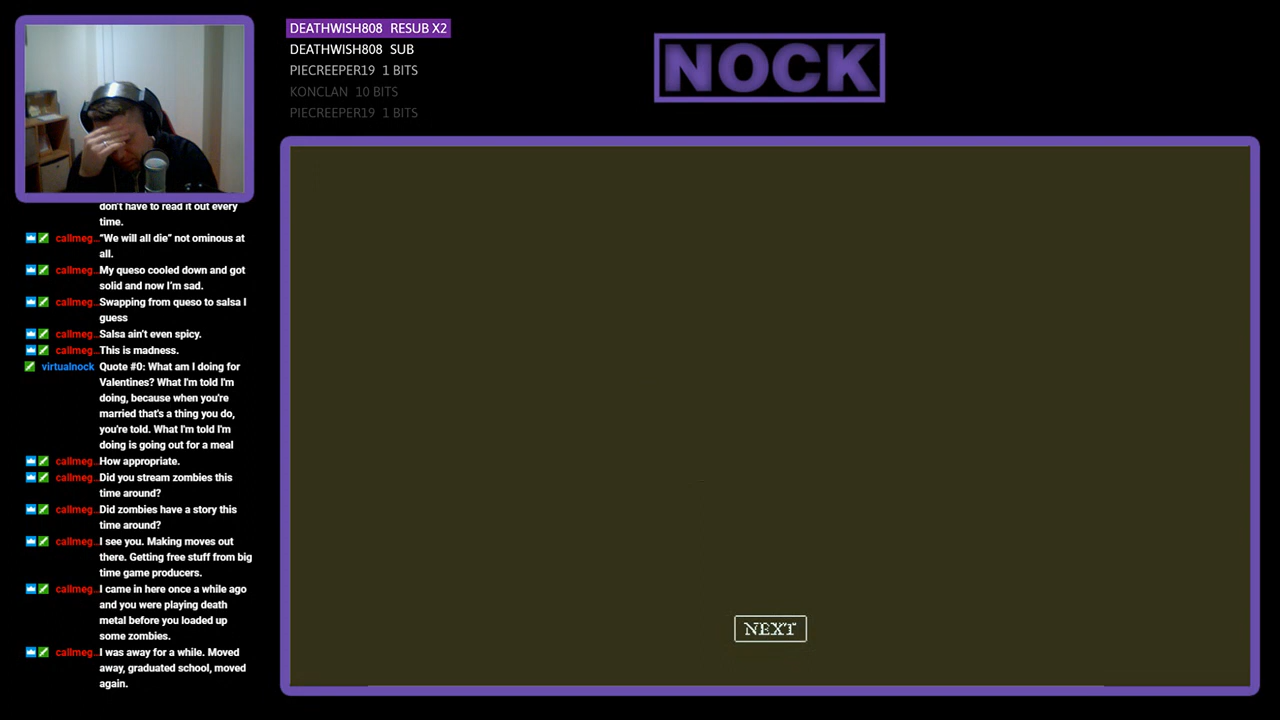 DEATHWISH808 RESUB X2
DEATHWISH808 SUB
PIECREEPER19 1 BITS
KONCLAN 10 BITS
PIECREEPER19 1 BITS
NOCK
don't have to read it out every
time.
callmeg... “We will all die” not ominous at
all.
callmeg... My queso cooled down and got
solid and now I’m sad.
callmeg... Swapping from queso to salsa I
guess
callmeg... Salsa ain’t even spicy.
callmeg... This is madness.
virtualnock Quote #0: What am I doing for
Valentines? What I'm told I'm
doing, because when you're
married that's a thing you do,
you're told. What I'm told I'm
doing is going out for a meal
callmeg... How appropriate.
callmeg... Did you stream zombies this
time around?
callmeg... Did zombies have a story this
time around?
callmeg... I see you. Making moves out
there. Getting free stuff from big
time game producers.
callmeg... I came in here once a while ago
and you were playing death
metal before you loaded up
some zombies.
callmeg... I was away for a while. Moved
away, graduated school, moved
again.
NEXT